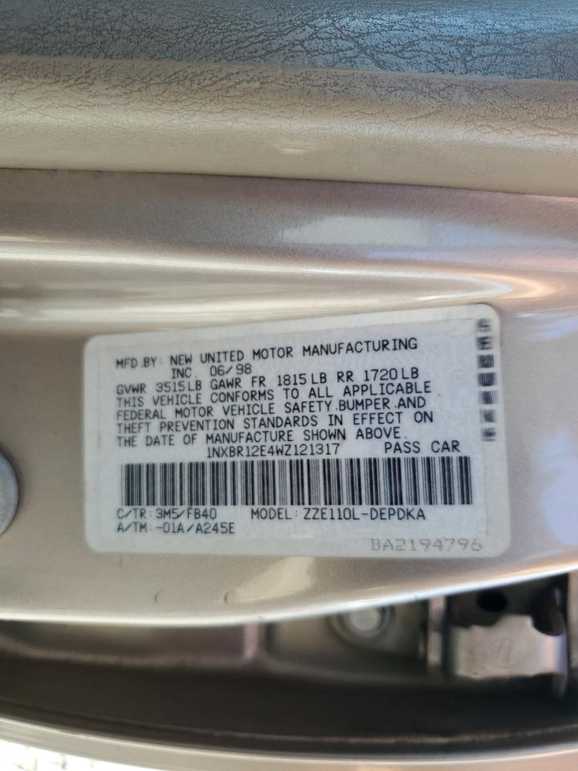 MFD.BY: NEW UNITED MOTOR MANUFACTURING
INC. 06/98
GVWR 3515LB GAWR FR 1815LB RR 1720LB
THIS VEHICLE CONFORMS TO ALL APPLICABLE
FEDERAL MOTOR VEHICLE SAFETY, BUMPER, AND
THEFT PREVENTION STANDARDS IN EFFECT ON
THE DATE OF MANUFACTURE SHOWN ABOVE.
1NXBR12E4WZ121317 PASS CAR
C/TR: 3M5/FB40 MODEL: ZZE110L-DEPDKA
A/TM: -01A/A245E
BA2194796